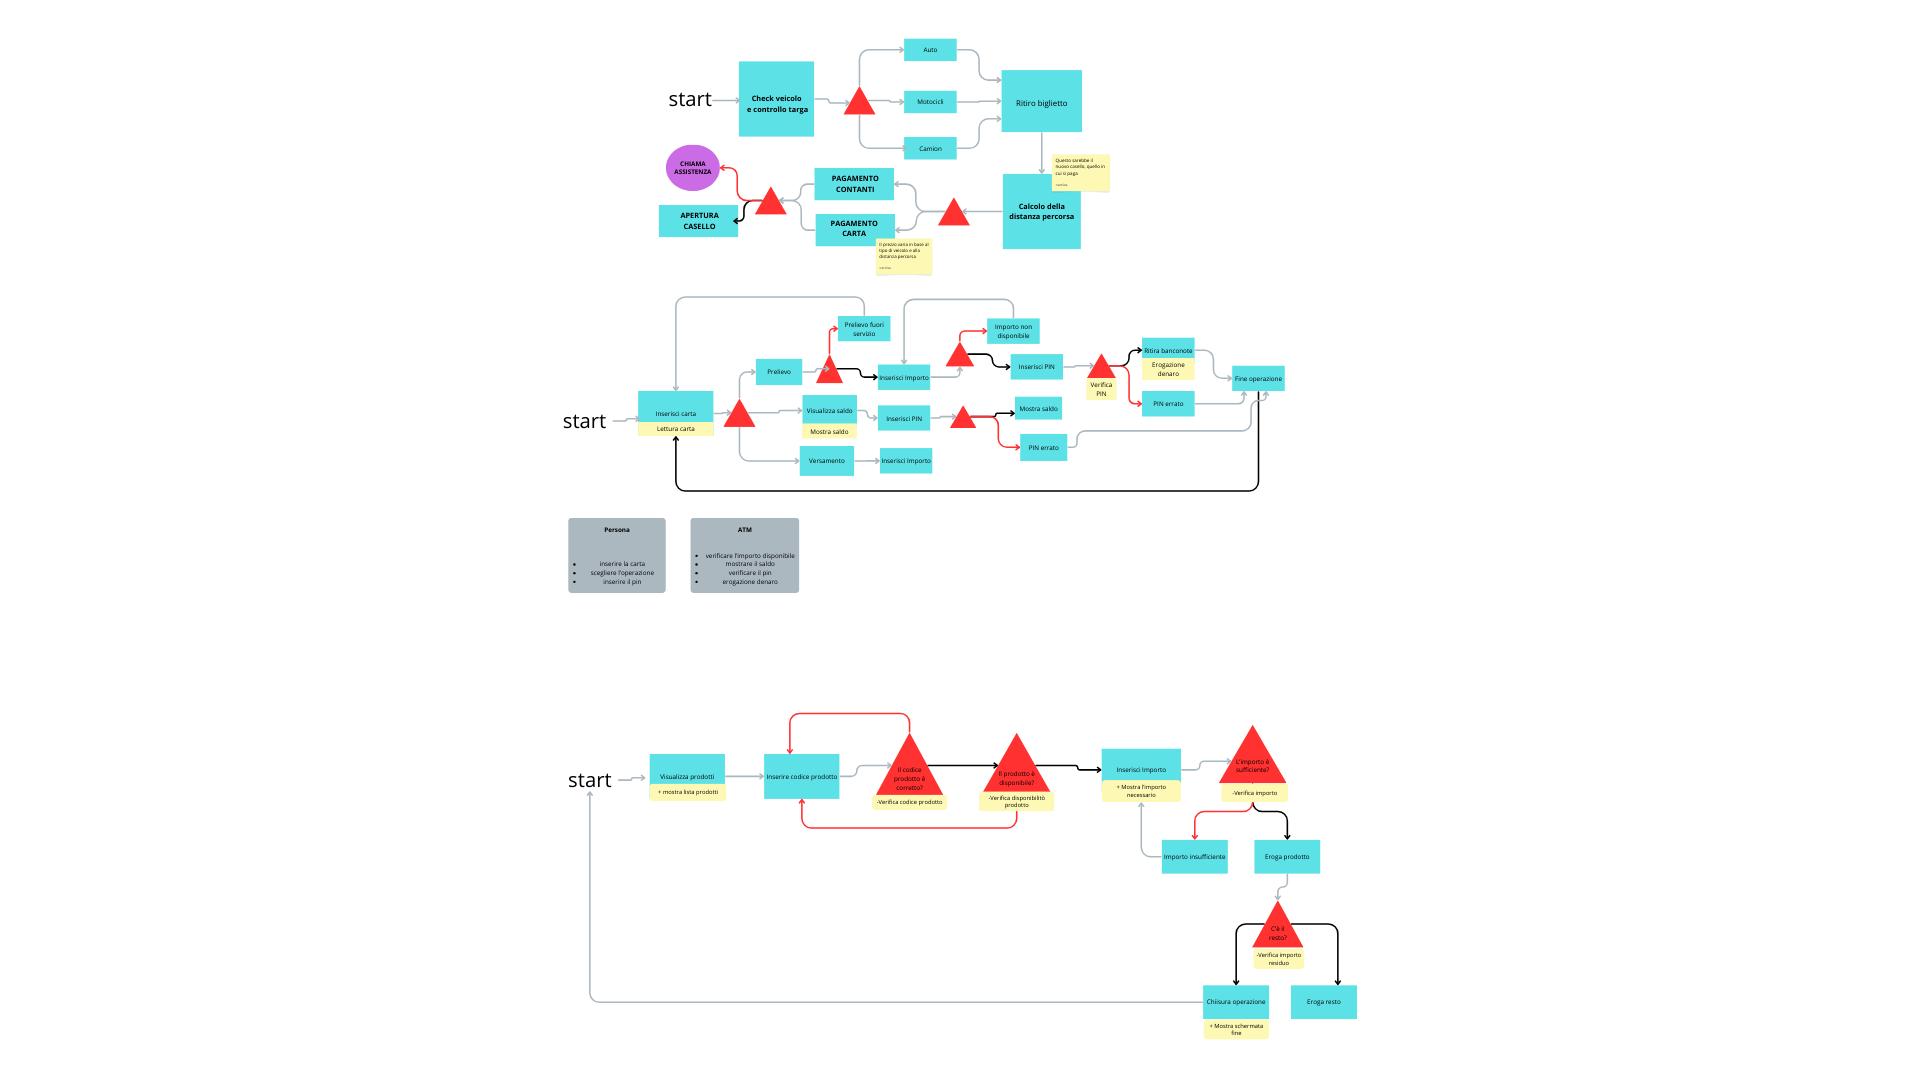 start
Check veicolo
e controllo targa
Auto
Motocicli
Camion
Ritiro biglietto
Questo sarebbe il
nuovo casello, quello in
cui si paga
Calcolo della
distanza percorsa
PAGAMENTO
CONTANTI
PAGAMENTO
CARTA
Il prezzo varia in base al
tipo di veicolo e alla
distanza percorsa
CHIAMA
ASSISTENZA
APERTURA
CASELLO
start
Inserisci carta
Lettura carta
Prelievo
Prelievo fuori
servizio
Inserisci Importo
Importo non
disponibile
Inserisci PIN
Verifica
PIN
Ritira banconote
Erogazione
denaro
PIN errato
Fine operazione
Visualizza saldo
Mostra saldo
Inserisci PIN
Mostra saldo
PIN errato
Versamento
Inserisci Importo
Persona
• inserire la carta
• scegliere l'operazione
• inserire il pin
ATM
• verificare l'importo disponibile
• mostrare il saldo
• verificare il pin
• erogazione denaro
start
Visualizza prodotti
+ mostra lista prodotti
Inserire codice prodotto
Il codice
prodotto è
corretto?
-Verifica codice prodotto
Il prodotto è
disponibile?
-Verifica disponibilitò
prodotto
Inserisci Importo
+ Mostra l'importo
necessario
L'importo è
sufficiente?
-Verifica importo
Importo insufficiente
Eroga prodotto
C'è il
resto?
-Verifica importo
residuo
Chiisura operazione
+ Mostra schermata
fine
Eroga resto